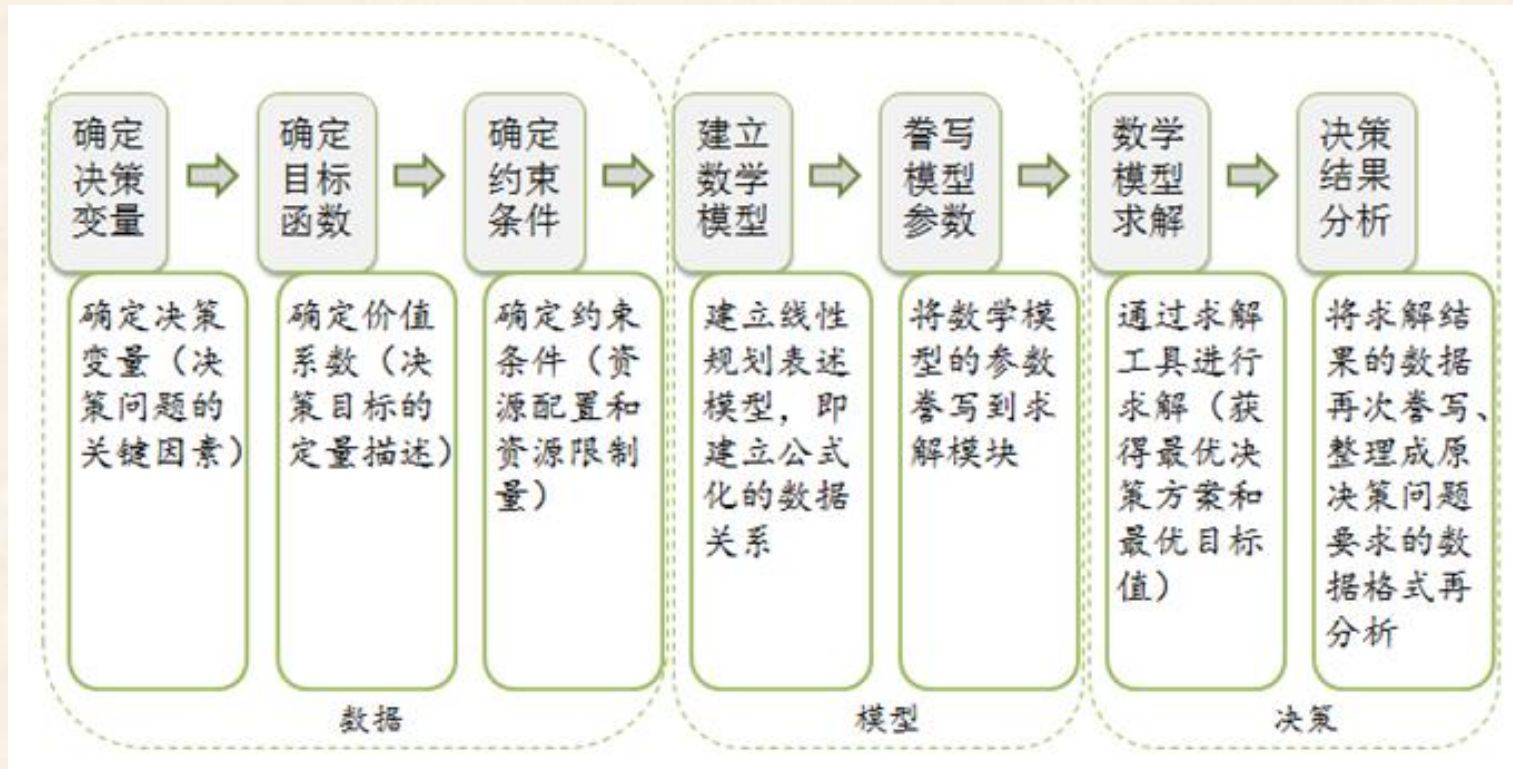 确定
决策
变量
确定
目标
函数
确定
约束
条件
建立
数学
模型
誊写
模型
参数
数学
模型
求解
决策
结果
分析
确定决策
变量（决
策问题的
关键因素）
确定价值
系数（决
策目标的
定量描述）
确定约束
条件（资
源配置和
资源限制
量）
建立线性
规划表述
模型，即
建立公式
化的数据
关系
将数学模
型的参数
誊写到求
解模块
通过求解
工具进行
求解（获
得最优决
策方案和
最优目标
值）
将求解结
果的数据
再次誊写、
整理成原
决策问题
要求的数
据格式再
分析
数据
模型
决策